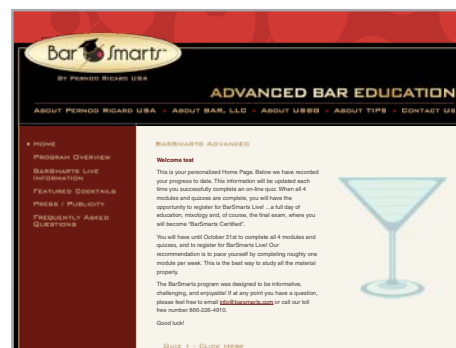 Bar Smarts™
BY PERNOD RICARD USA
ADVANCED BAR EDUCATION
ABOUT PERNOD RICARD USA • ABOUT BAR, LLC • ABOUT USBG • ABOUT TIPS • CONTACT US
HOME
PROGRAM OVERVIEW
BARSMARTS LIVE
INFORMATION
FEATURED COCKTAILS
PRESS / PUBLICITY
FREQUENTLY ASKED
QUESTIONS
BARSMARTS ADVANCED
Welcome test
This is your personalized Home Page. Below we have recorded
your progress to date. This information will be updated each
time you successfully complete an on-line quiz. When all 4
modules and quizzes are complete, you will have the
opportunity to register for BarSmarts Live! ...a full day of
education, mixology and, of course, the final exam, where you
will become "BarSmarts Certified".
You will have until October 31st to complete all 4 modules and
quizzes, and to register for BarSmarts Live! Our
recommendation is to pace yourself by completing roughly one
module per week. This is the best way to study all the material
properly.
The BarSmarts program was designed to be informative,
challenging, and enjoyable! If at any point you have a question,
please feel free to email info@barsmarts.com or call our toll
free number 866-226-4910.
Good luck!
QUIZ 1 - CLICK HERE